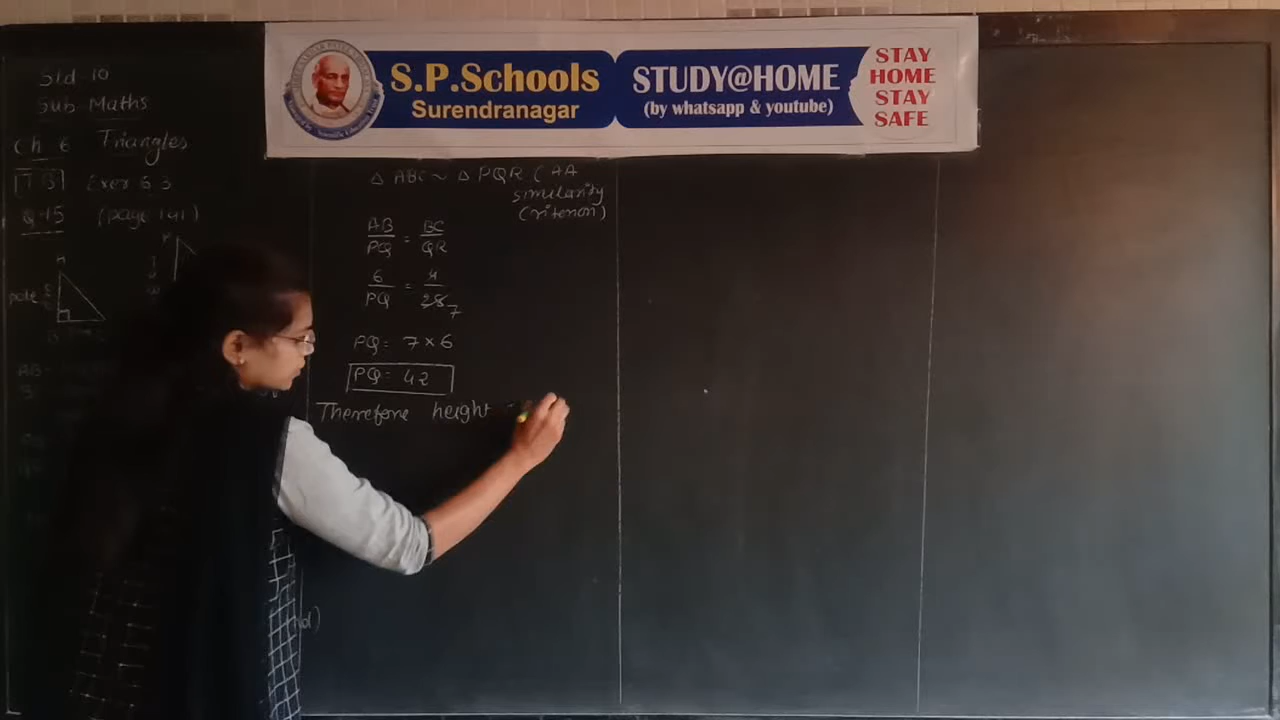 S.P.Schools
Surendranagar
STUDY@HOME
(by whatsapp & youtube)
STAY
HOME
STAY
SAFE
Std 10
Sub Maths
Ch 6 Triangles
T.B Exer 6.3
Q-15 (page 141)
pole
AB=
△ ABC ~ △ PQR (AA
similarity
criterion)
AB/PQ = BC/QR
6/PQ = 4/28 7
PQ = 7 × 6
PQ = 42
Therefore height